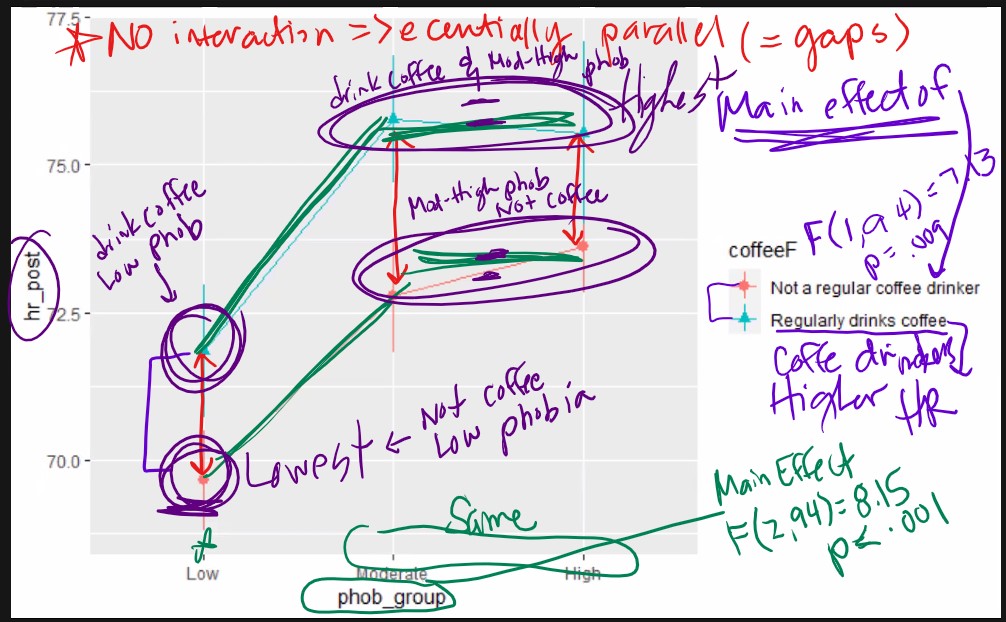 77.5
* NO interaction => ecentially parallel (= gaps)
drink coffee & Mod-High phob
Highest
Main effect of
75.0
F(1,94)=7.13
p=.009
Mod-High phob
Not coffee
drink coffee
Low phob
hr_post
coffeeF
Not a regular coffee drinker
Regularly drinks coffee
72.5
Coffe drinkers
Higher HR
Not coffee
Low phobia
Lowest ←
70.0
Main Effect
F(2,94)=8.15
p<.001
Same
Low
Moderate
High
phob_group